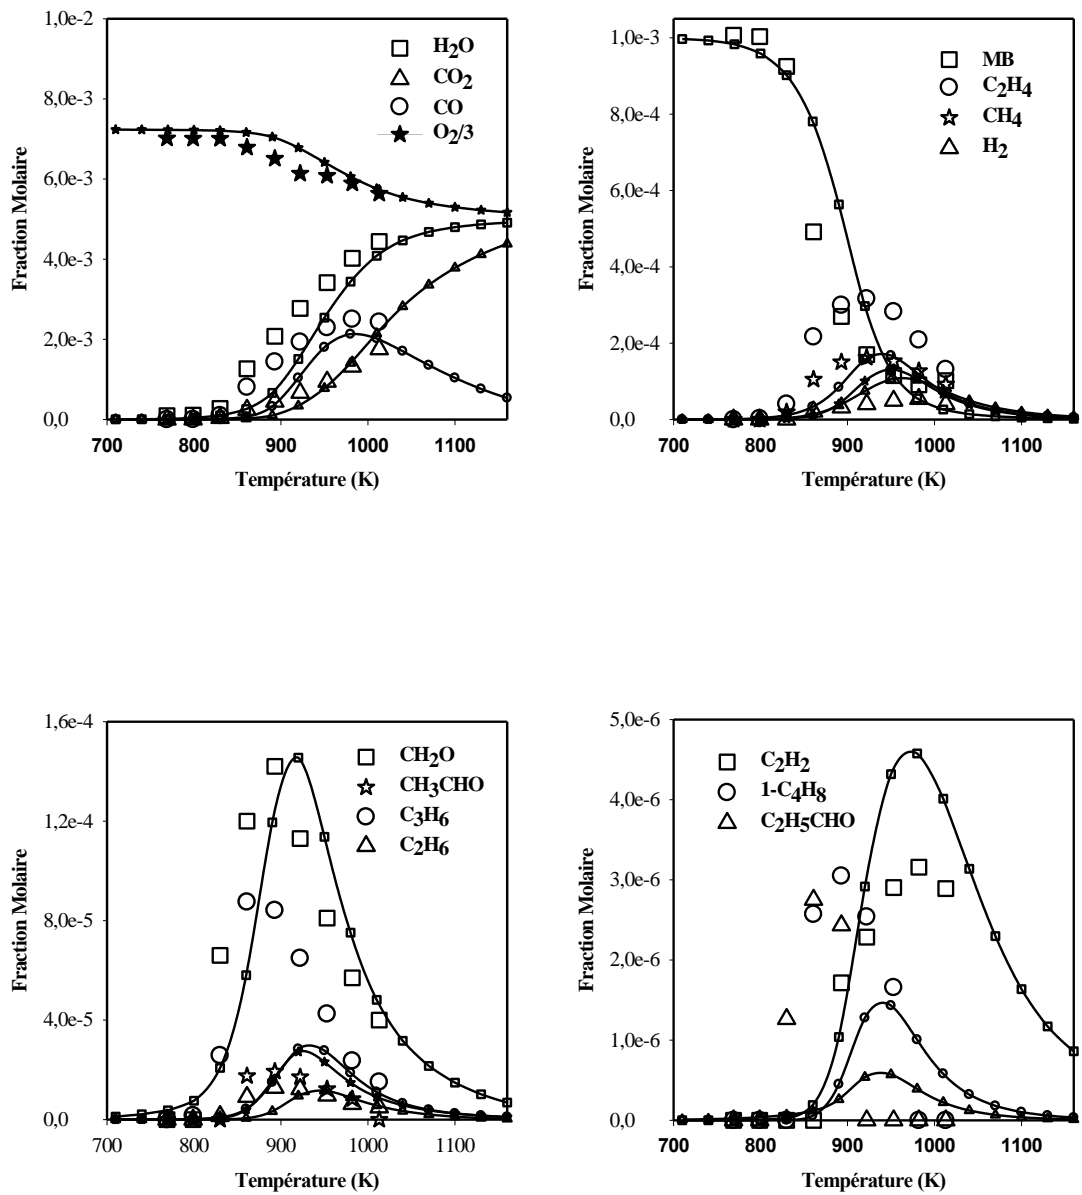 1,0e-2
8,0e-3
6,0e-3
4,0e-3
2,0e-3
0,0
700 800 900 1000 1100
Température (K)
Fraction Molaire
H2O
CO2
CO
O2/3
1,0e-3
8,0e-4
6,0e-4
4,0e-4
2,0e-4
0,0
700 800 900 1000 1100
Température (K)
Fraction Molaire
MB
C2H4
CH4
H2
1,6e-4
1,2e-4
8,0e-5
4,0e-5
0,0
700 800 900 1000 1100
Température (K)
Fraction Molaire
CH2O
CH3CHO
C3H6
C2H6
5,0e-6
4,0e-6
3,0e-6
2,0e-6
1,0e-6
0,0
700 800 900 1000 1100
Température (K)
Fraction Molaire
C2H2
1-C4H8
C2H5CHO